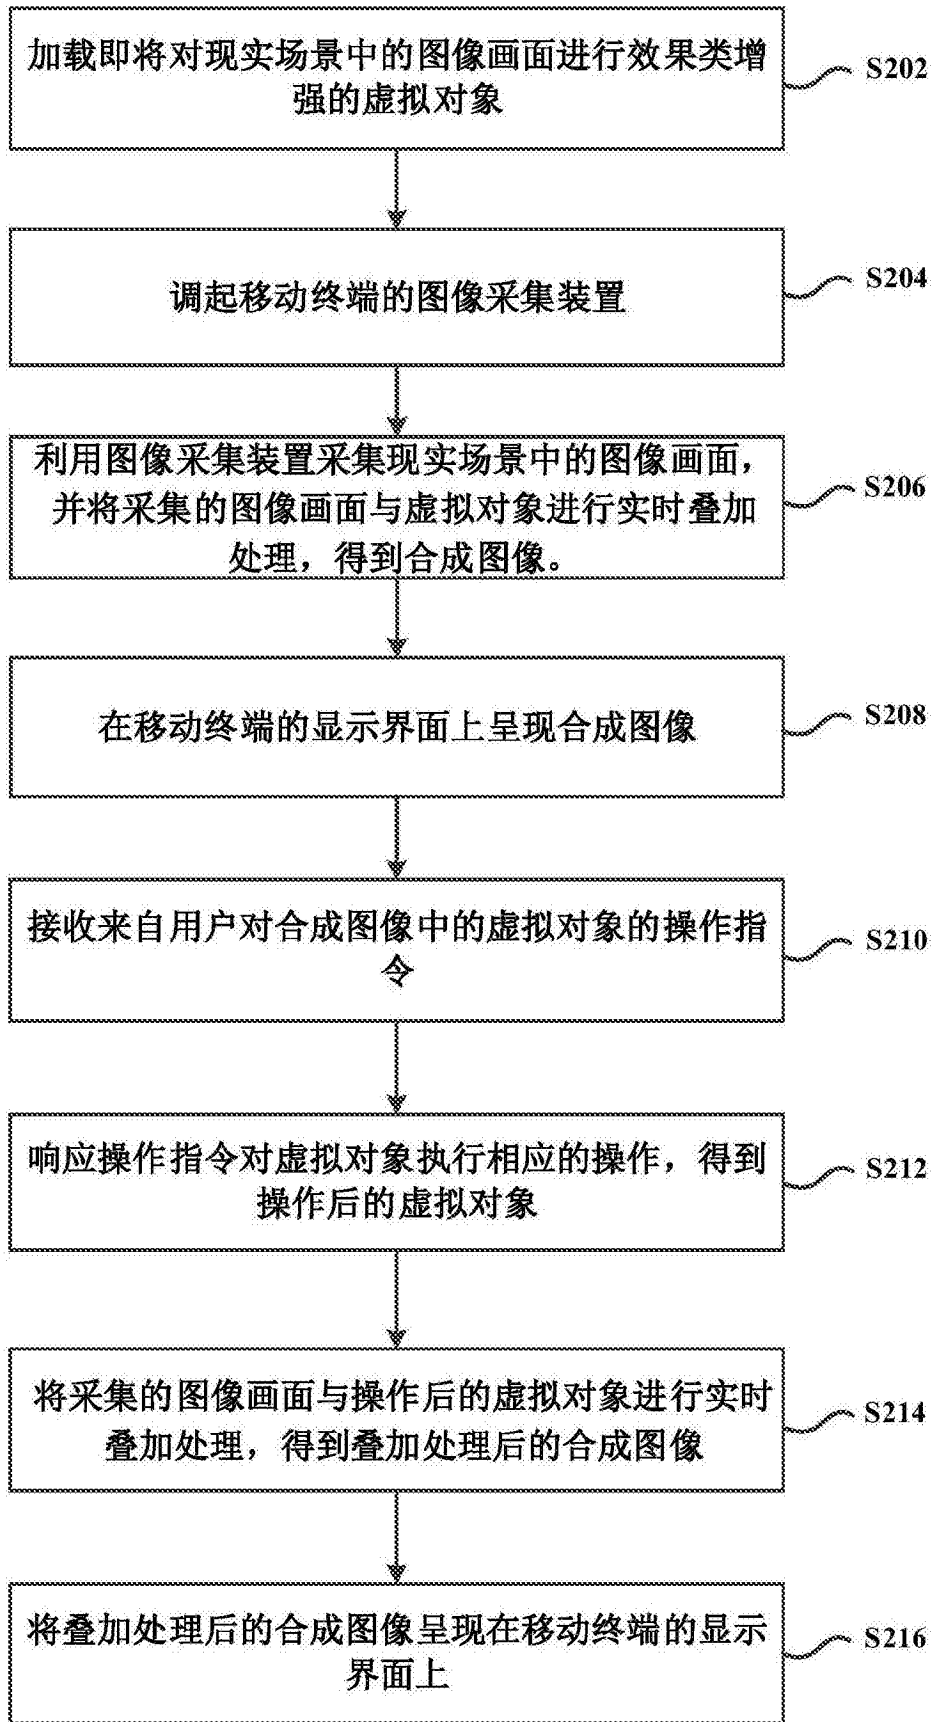 加载即将对现实场景中的图像画面进行效果类增
强的虚拟对象
S202
调起移动终端的图像采集装置
S204
利用图像采集装置采集现实场景中的图像画面，
并将采集的图像画面与虚拟对象进行实时叠加
处理，得到合成图像。
S206
在移动终端的显示界面上呈现合成图像
S208
接收来自用户对合成图像中的虚拟对象的操作指
令
S210
响应操作指令对虚拟对象执行相应的操作，得到
操作后的虚拟对象
S212
将采集的图像画面与操作后的虚拟对象进行实时
叠加处理，得到叠加处理后的合成图像
S214
将叠加处理后的合成图像呈现在移动终端的显示
界面上
S216